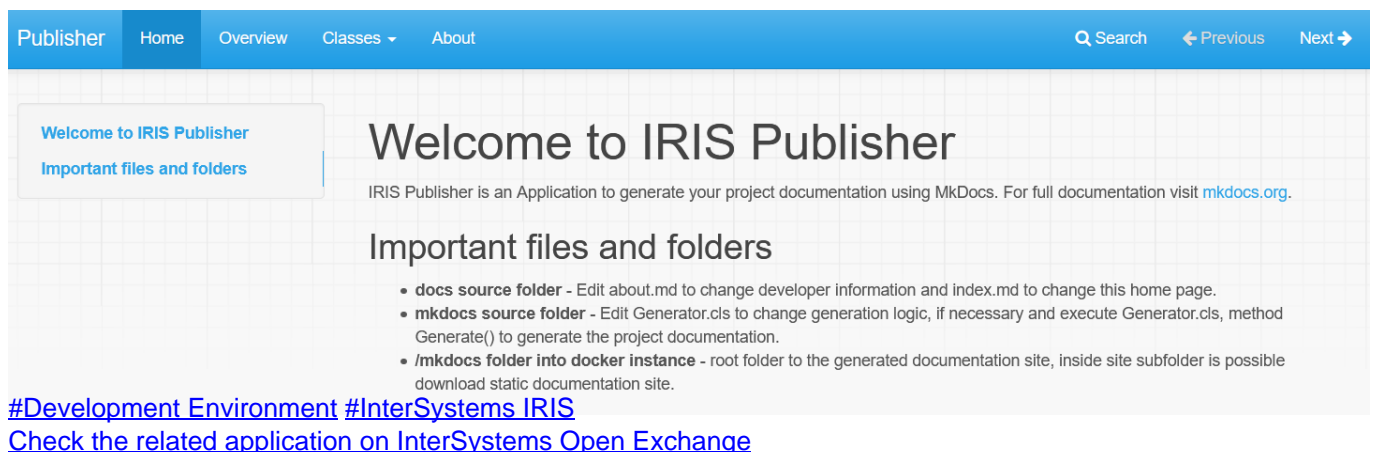 Publisher Home Overview Classes About Search Previous Next
Welcome to IRIS Publisher
Important files and folders
Welcome to IRIS Publisher
IRIS Publisher is an Application to generate your project documentation using MkDocs. For full documentation visit mkdocs.org.
Important files and folders
• docs source folder - Edit about.md to change developer information and index.md to change this home page.
• mkdocs source folder - Edit Generator.cls to change generation logic, if necessary and execute Generator.cls, method
Generate() to generate the project documentation.
• /mkdocs folder into docker instance - root folder to the generated documentation site, inside site subfolder is possible
download static documentation site.
#Development Environment #InterSystems IRIS
Check the related application on InterSystems Open Exchange